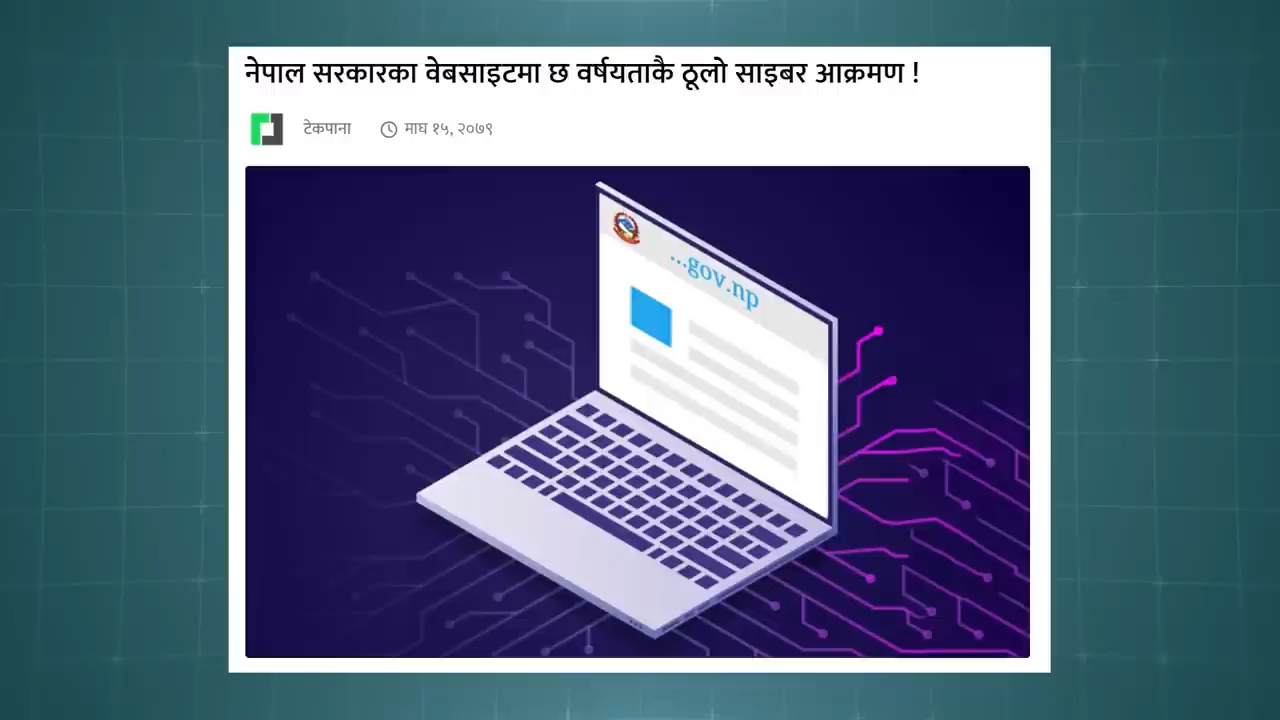 नेपाल सरकारका वेबसाइटमा छ वर्षयताकै ठूलो साइबर आक्रमण !
टेकपाना माघ १५, २०७९
...gov.np